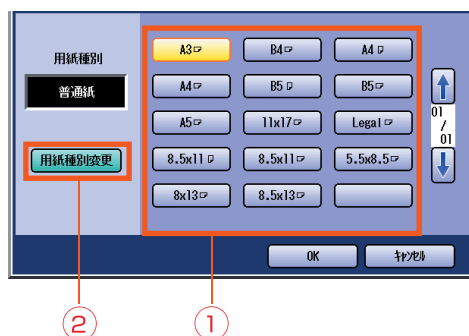 用紙種別
普通紙
用紙種別変更
A3 B4 A4
A4 B5 B5
A5 11x17 Legal
8.5x11 8.5x11 5.5x8.5
8x13 8.5x13
01
/
01
OK キャンセル
② ①